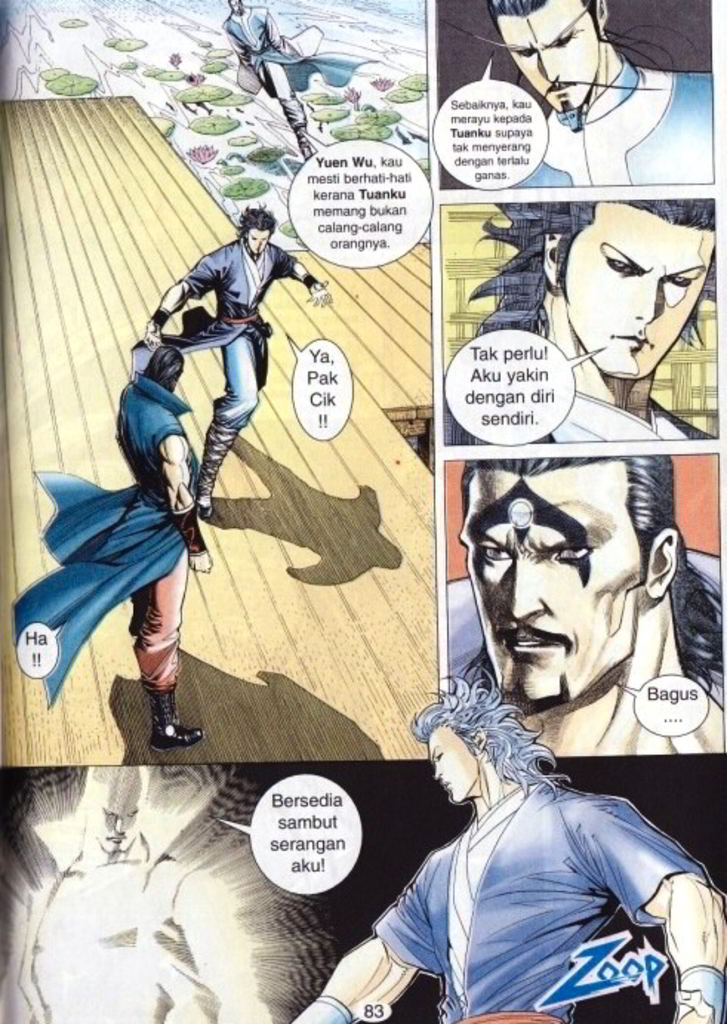 Yuen Wu, kau
mesti berhati-hati
kerana Tuanku
memang bukan
calang-calang
orangnya.
Ya,
Pak
Cik
!!
Ha
!!
Sebaiknya, kau
merayu kepada
Tuanku supaya
tak menyerang
dengan terlalu
ganas.
Tak perlu!
Aku yakin
dengan diri
sendiri.
Bagus
....
Bersedia
sambut
serangan
aku!
ZOOP
83